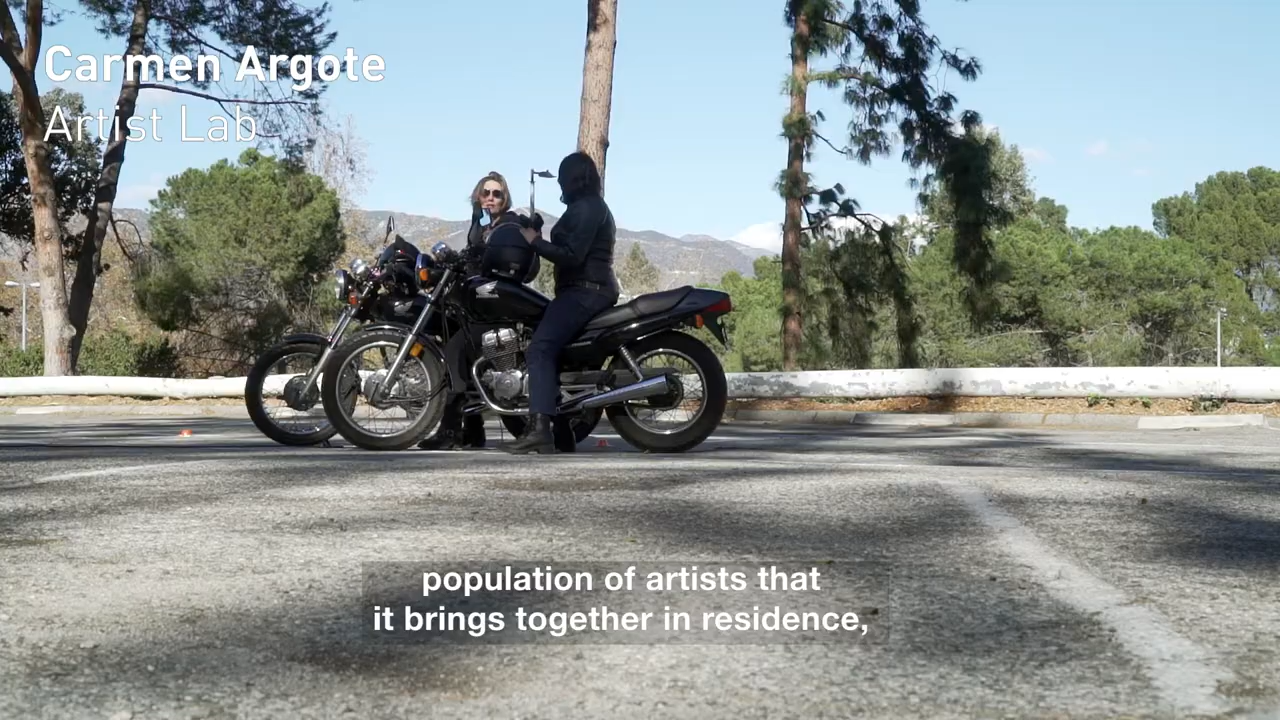 Carmen Argote
Artist Lab
population of artists that
it brings together in residence,